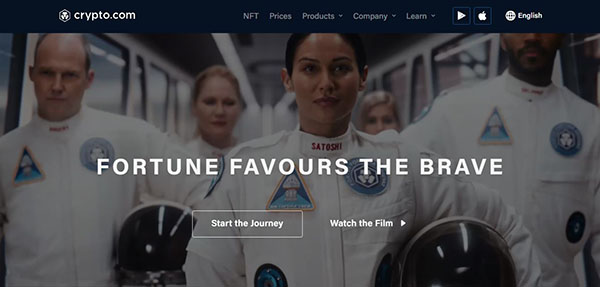 crypto.com
NFT Prices Products Company Learn English
SATOSHI
FORTUNE FAVOURS THE BRAVE
Start the Journey Watch the Film